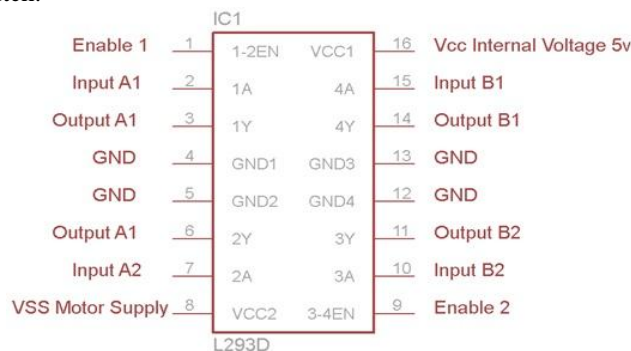 IC1
Enable 1 1 1-2EN VCC1 16 Vcc Internal Voltage 5v
Input A1 2 1A 4A 15 Input B1
Output A1 3 1Y 4Y 14 Output B1
GND 4 GND1 GND3 13 GND
GND 5 GND2 GND4 12 GND
Output A1 6 2Y 3Y 11 Output B2
Input A2 7 2A 3A 10 Input B2
VSS Motor Supply 8 VCC2 3-4EN 9 Enable 2
L293D